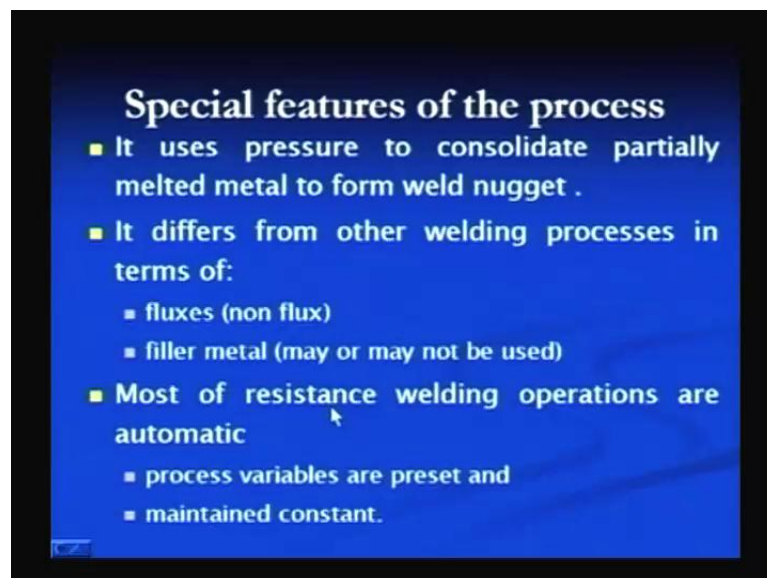 Special features of the process
It uses pressure to consolidate partially
melted metal to form weld nugget .
It differs from other welding processes in
terms of:
fluxes (non flux)
filler metal (may or may not be used)
Most of resistance welding operations are
automatic
process variables are preset and
maintained constant.